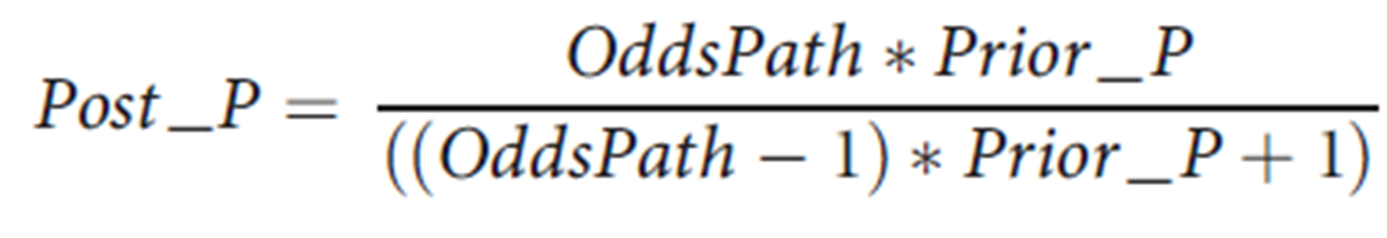 Post_P = OddsPath * Prior_P
((OddsPath − 1) * Prior_P + 1)